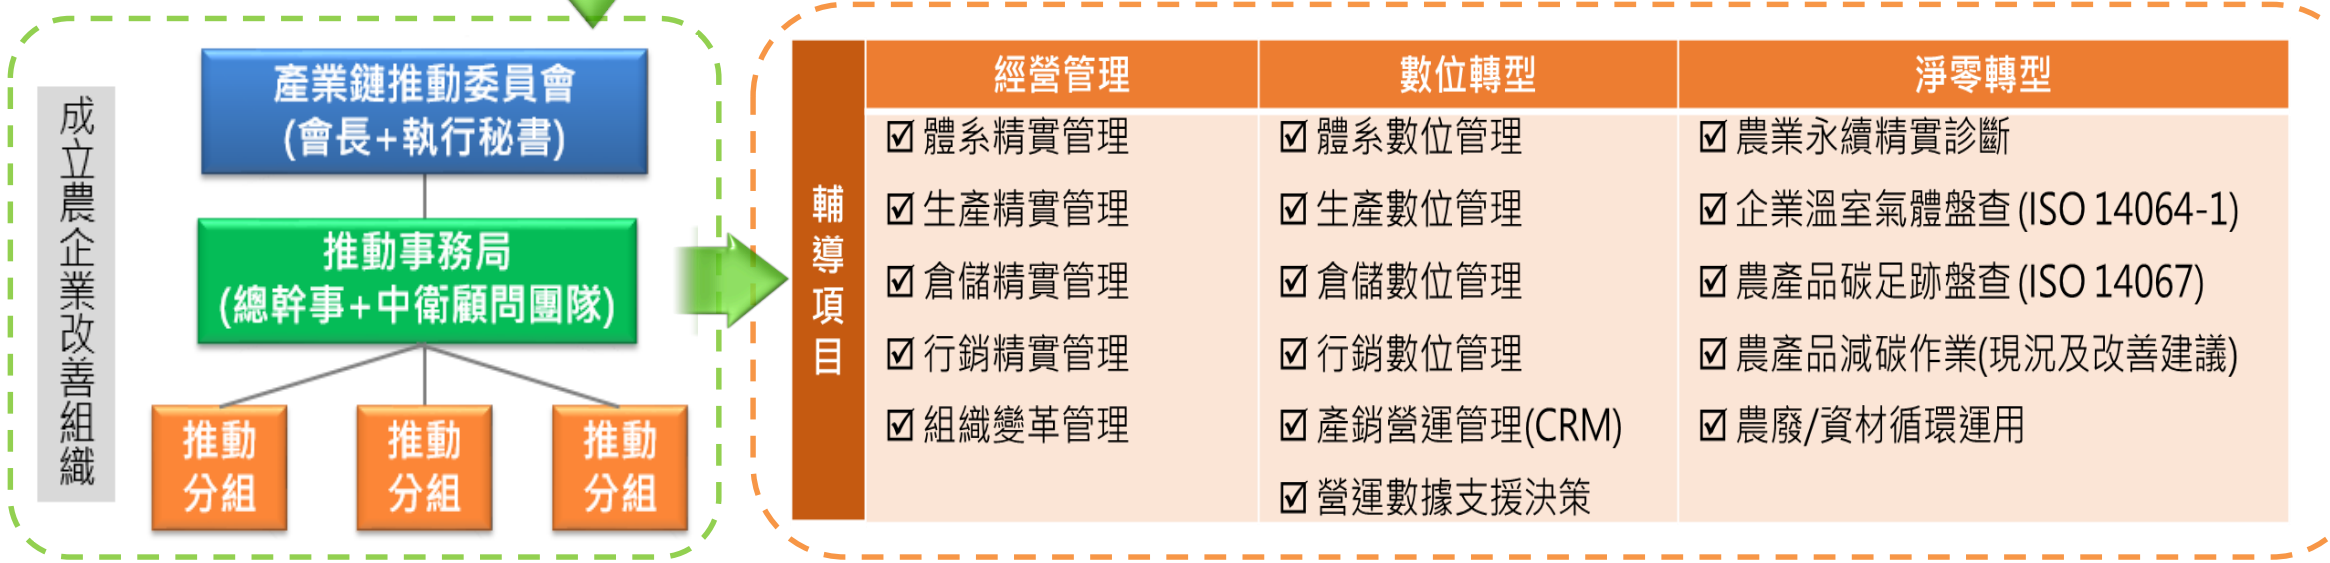 成立農企業改善組織
產業鏈推動委員會
(會長+執行秘書)
推動事務局
(總幹事+中衛顧問團隊)
推動
分組
推動
分組
推動
分組
輔導項目
經營管理
☑體系精實管理
☑生產精實管理
☑倉儲精實管理
☑行銷精實管理
☑組織變革管理
數位轉型
☑體系數位管理
☑生產數位管理
☑倉儲數位管理
☑行銷數位管理
☑產銷營運管理(CRM)
☑營運數據支援決策
淨零轉型
☑農業永續精實診斷
☑企業溫室氣體盤查(ISO 14064-1)
☑農產品碳足跡盤查(ISO 14067)
☑農產品減碳作業(現況及改善建議)
☑農廢/資材循環運用